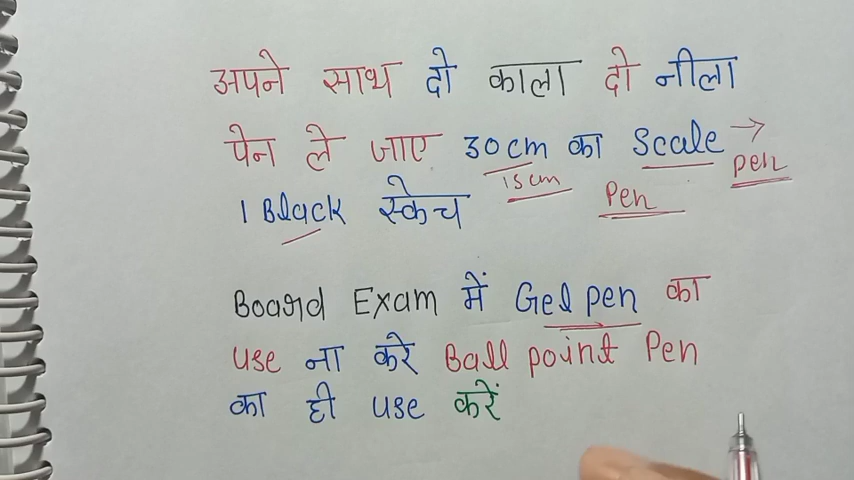 अपने साथ दो काला दो नीला
पेन ले जाए 30cm का Scale →
pen
15cm
Pen
1 Black स्केच
Board Exam में Gel pen का
use ना करे Ball point Pen
का ही use करें